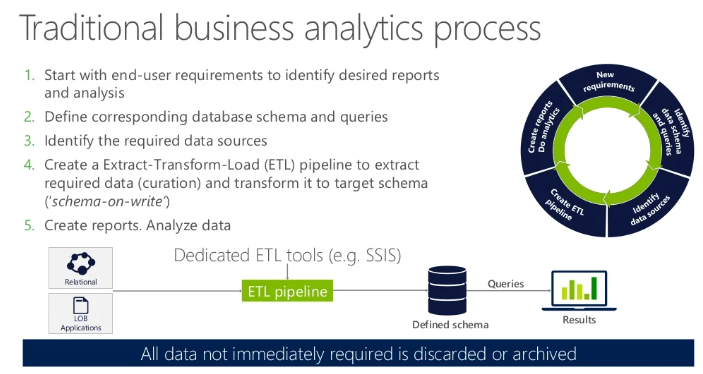 Traditional business analytics process
1. Start with end-user requirements to identify desired reports
and analysis
2. Define corresponding database schema and queries
3. Identify the required data sources
4. Create a Extract-Transform-Load (ETL) pipeline to extract
required data (curation) and transform it to target schema
('schema-on-write')
5. Create reports. Analyze data
New
requirements
Identify
data schema
and queries
Identify
data sources
Create ETL
pipeline
Create reports
Do analytics
Dedicated ETL tools (e.g. SSIS)
Relational
LOB
Applications
ETL pipeline
Defined schema
Queries
Results
All data not immediately required is discarded or archived